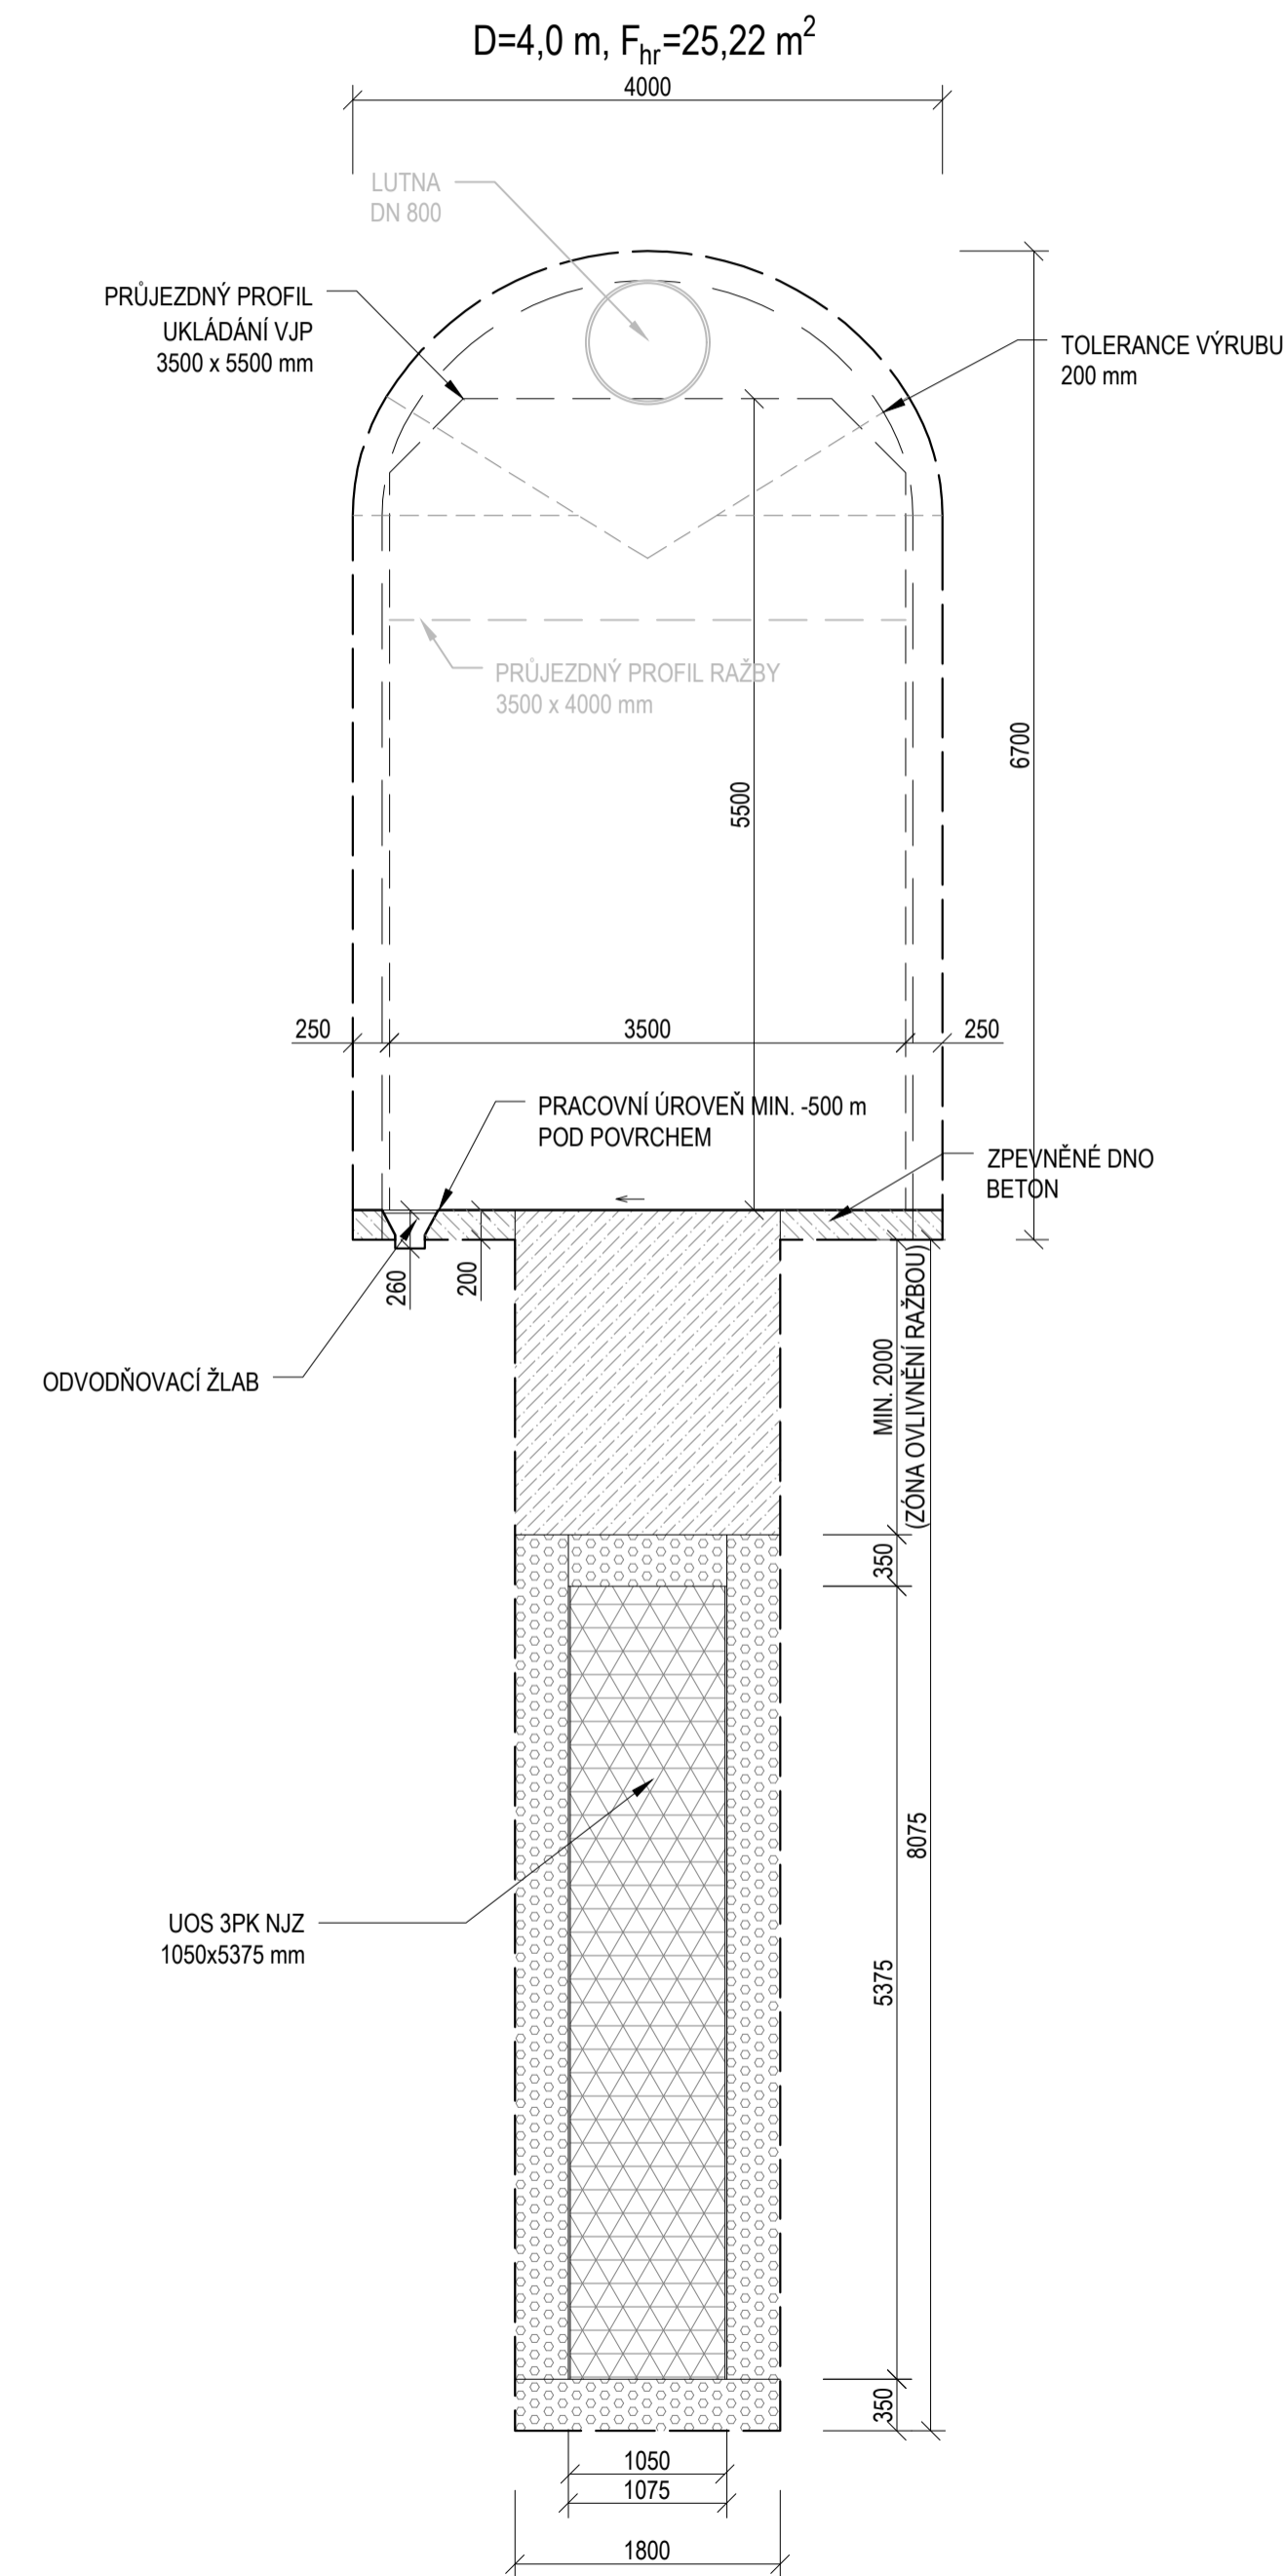 D=4,0 m, Fhr=25,22 m²
4000
LUTNA
DN 800
PRŮJEZDNÝ PROFIL
UKLÁDÁNÍ VJP
3500 x 5500 mm
TOLERANCE VÝRUBU
200 mm
PRŮJEZDNÝ PROFIL RAŽBY
3500 x 4000 mm
6700
5500
250
3500
250
PRACOVNÍ ÚROVEŇ MIN. -500 m
POD POVRCHEM
ZPEVNĚNÉ DNO
BETON
260
200
ODVODŇOVACÍ ŽLAB
MIN. 2000
(ZÓNA OVLIVNĚNÍ RAŽBOU)
350
8075
UOS 3PK NJZ
1050x5375 mm
5375
350
1050
1075
1800